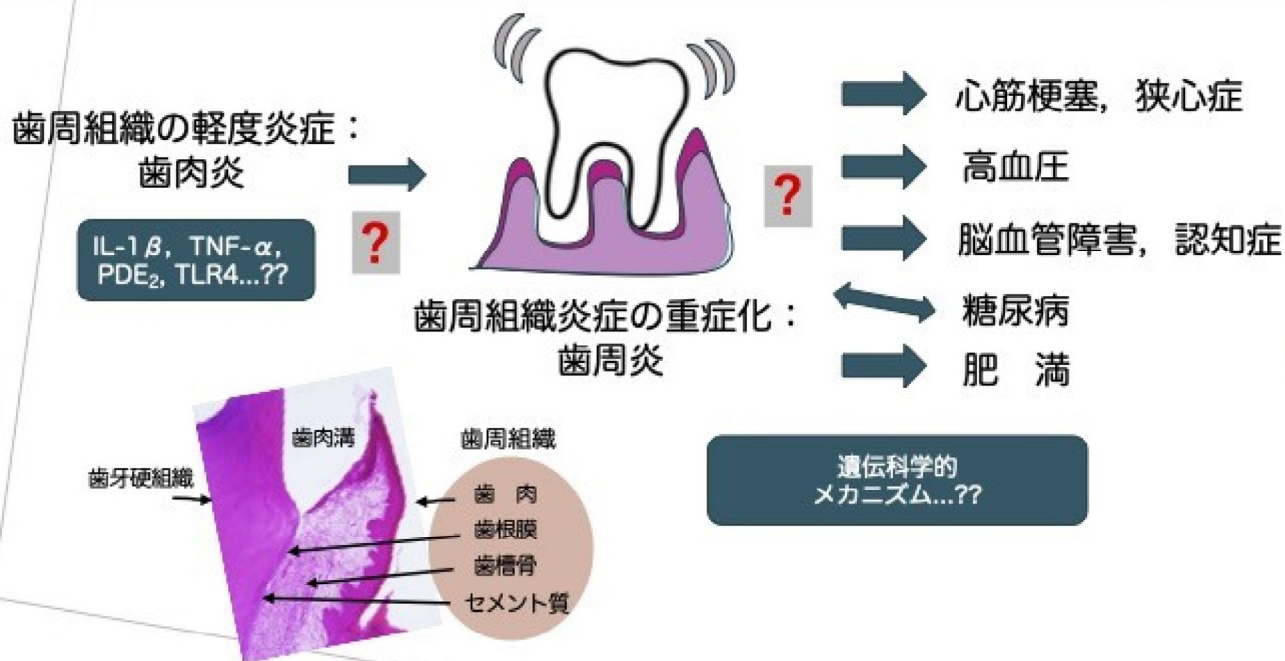 歯周組織の軽度炎症：
歯肉炎
IL-1β, TNF-α,
PDE₂, TLR4...??
?
歯周組織炎症の重症化：
歯周炎
?
心筋梗塞，狭心症
高血圧
脳血管障害，認知症
糖尿病
肥　満
遺伝科学的
メカニズム...??
歯牙硬組織
歯肉溝
歯周組織
歯　肉
歯根膜
歯槽骨
セメント質